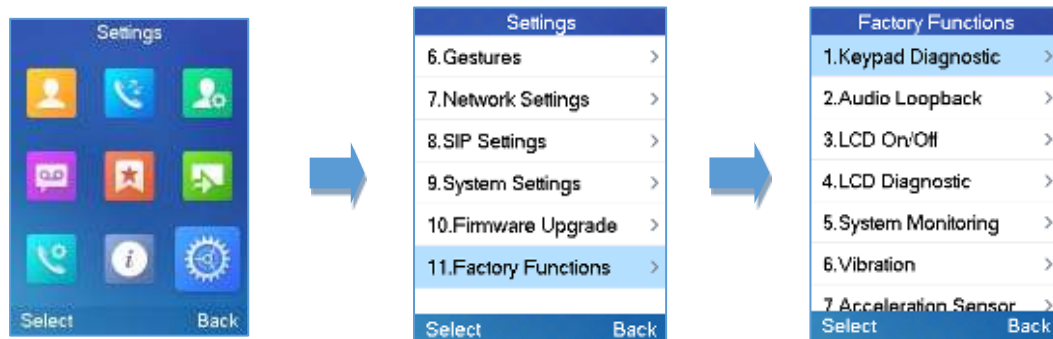 Settings
Select Back
Settings
6.Gestures
7.Network Settings
8.SIP Settings
9.System Settings
10.Firmware Upgrade
11.Factory Functions
Select Back
Factory Functions
1.Keypad Diagnostic
2.Audio Loopback
3.LCD On/Off
4.LCD Diagnostic
5.System Monitoring
6.Vibration
7.Acceleration Sensor
Select Back